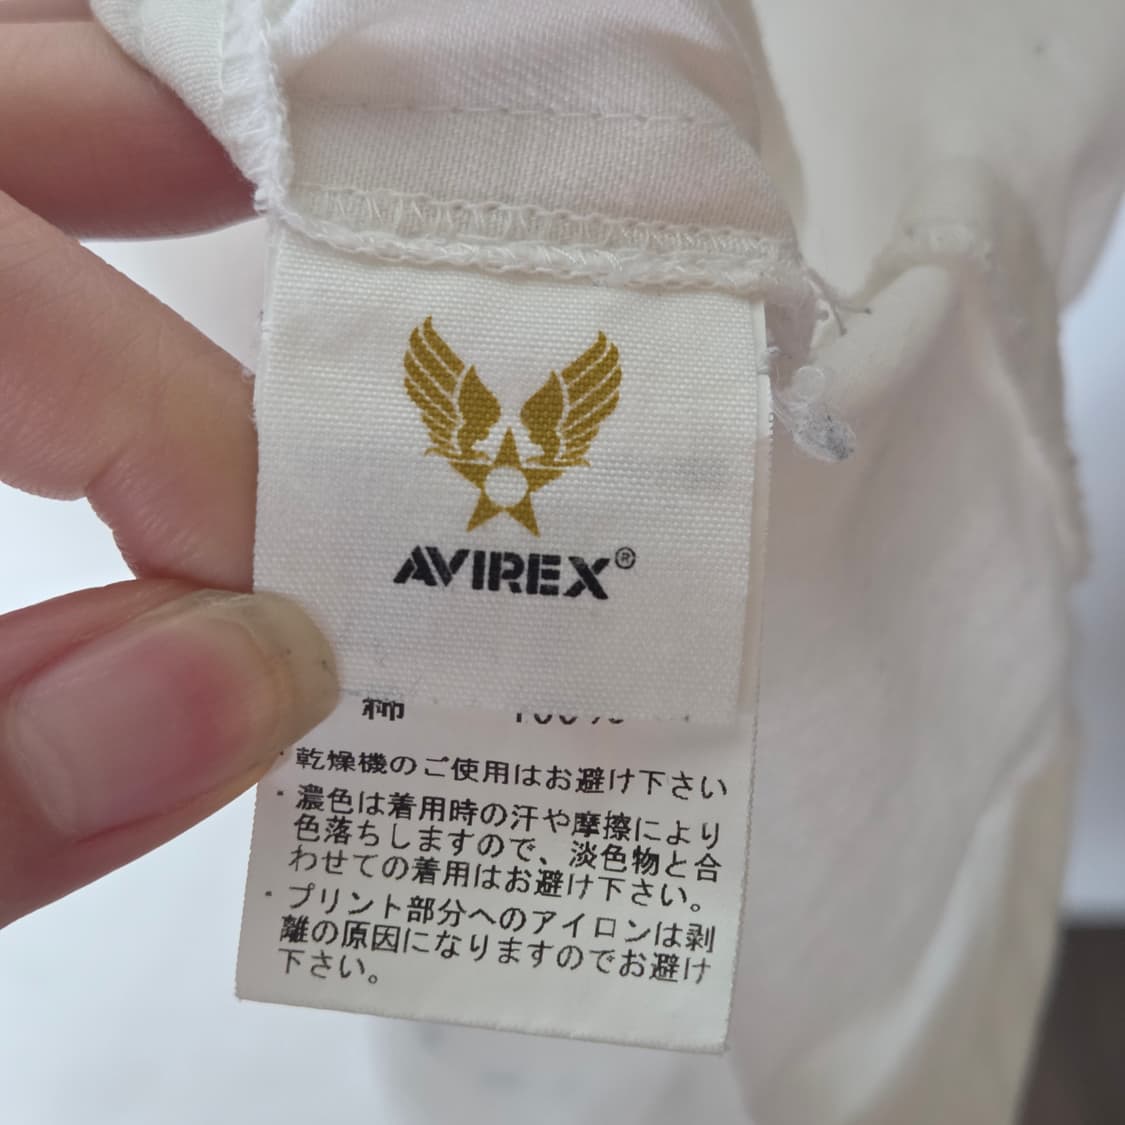 AVIREX®
綿 100%
・乾燥機のご使用はお避け下さい
・濃色は着用時の汗や摩擦により
色落ちしますので、淡色物と合
わせての着用はお避け下さい。
・プリント部分へのアイロンは剥
離の原因になりますのでお避け
下さい。